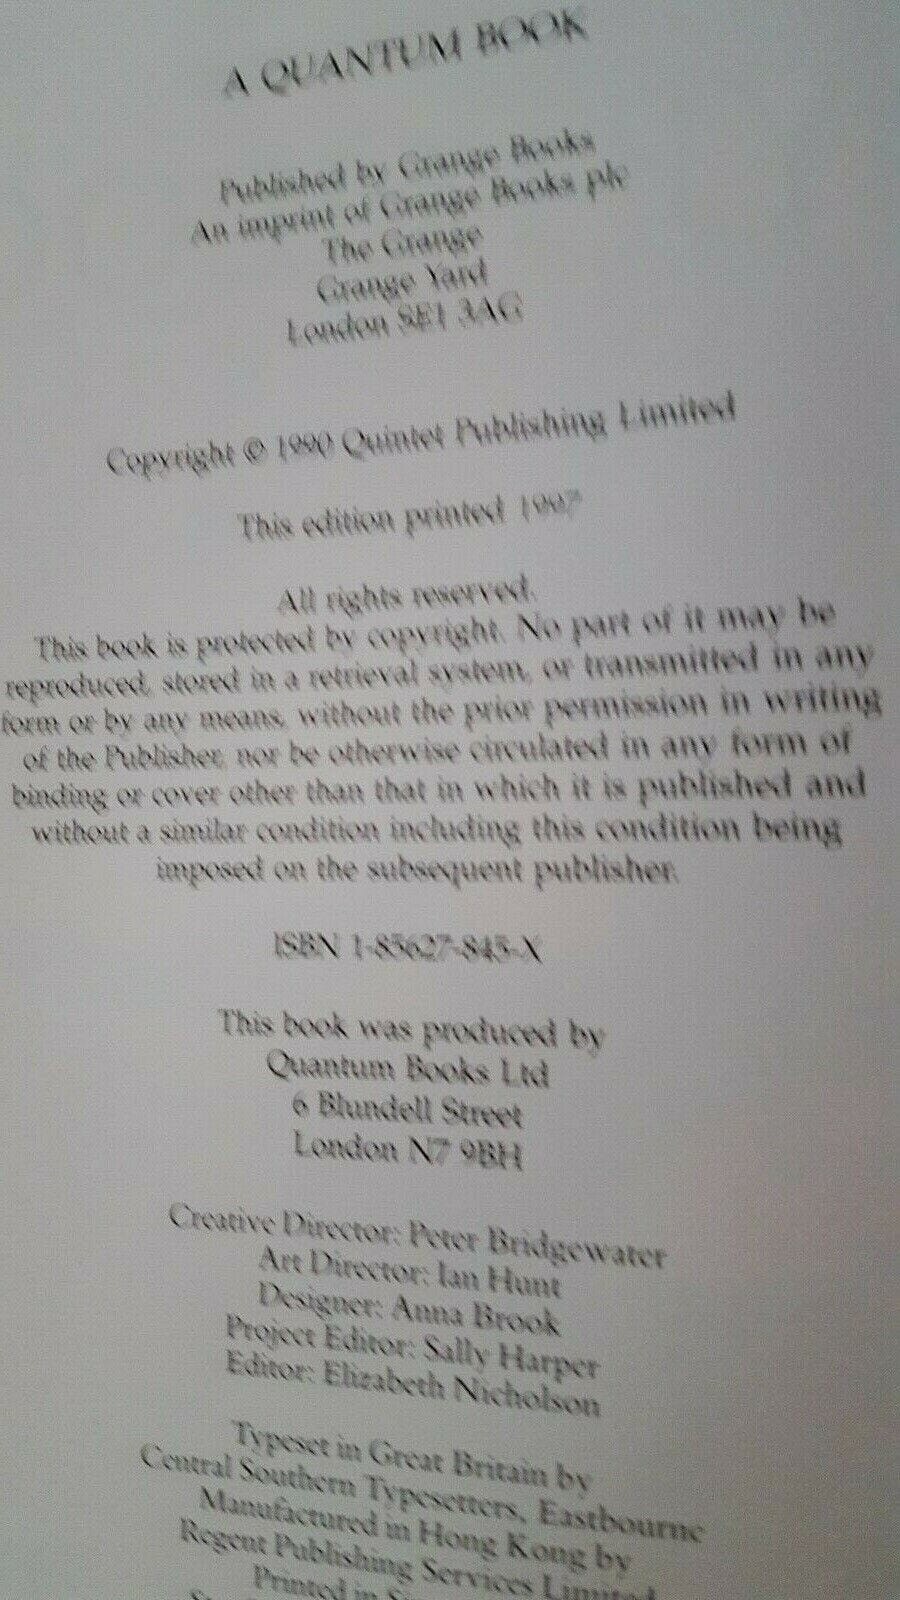 A QUANTUM BOOK
Published by Grange Books
An imprint of Grange Books plc
The Grange
Grange Yard
London SE1 3AG
Copyright © 1990 Quintet Publishing Limited
This edition printed 1997
All rights reserved.
This book is protected by copyright. No part of it may be
reproduced, stored in a retrieval system, or transmitted in any
form or by any means, without the prior permission in writing
of the Publisher, nor be otherwise circulated in any form of
binding or cover other than that in which it is published and
without a similar condition including this condition being
imposed on the subsequent publisher.
ISBN 1-85627-845-X
This book was produced by
Quantum Books Ltd
6 Blundell Street
London N7 9BH
Creative Director: Peter Bridgewater
Art Director: Ian Hunt
Designer: Anna Brook
Project Editor: Sally Harper
Editor: Elizabeth Nicholson
Typeset in Great Britain by
Central Southern Typesetters, Eastbourne
Manufactured in Hong Kong by
Regent Publishing Services Limited
Printed in